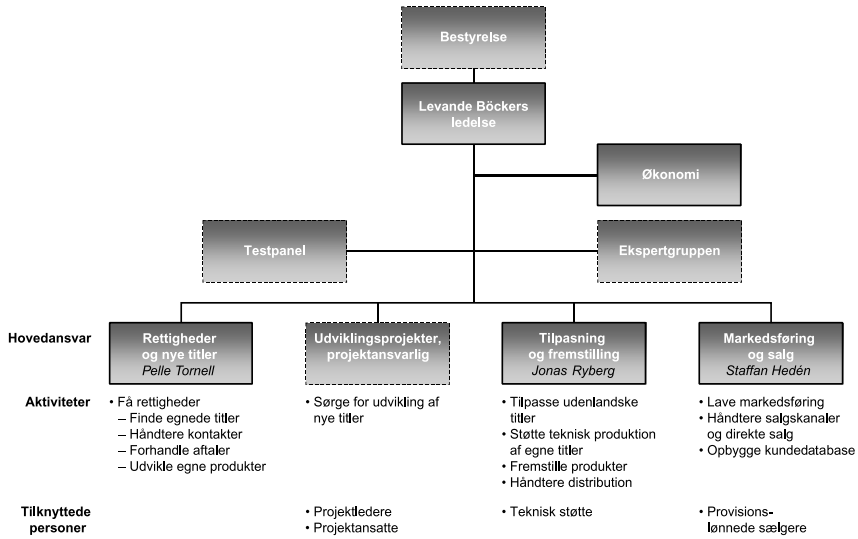 Bestyrelse
Levande Böckers
ledelse
Økonomi
Testpanel
Ekspertgruppen
Hovedansvar
Rettigheder
og nye titler
Pelle Tornell
Udviklingsprojekter,
projektansvarlig
Tilpasning
og fremstilling
Jonas Ryberg
Markedsføring
og salg
Staffan Hedén
Aktiviteter
• Få rettigheder
– Finde egnede titler
– Håndtere kontakter
– Forhandle aftaler
– Udvikle egne produkter
• Sørge for udvikling af
nye titler
• Tilpasse udenlandske
titler
• Støtte teknisk produktion
af egne titler
• Fremstille produkter
• Håndtere distribution
• Lave markedsføring
• Håndtere salgskanaler
og direkte salg
• Opbygge kundedatabase
Tilknyttede
personer
• Projektledere
• Projektansatte
• Teknisk støtte
• Provisions-
lønnede sælgere